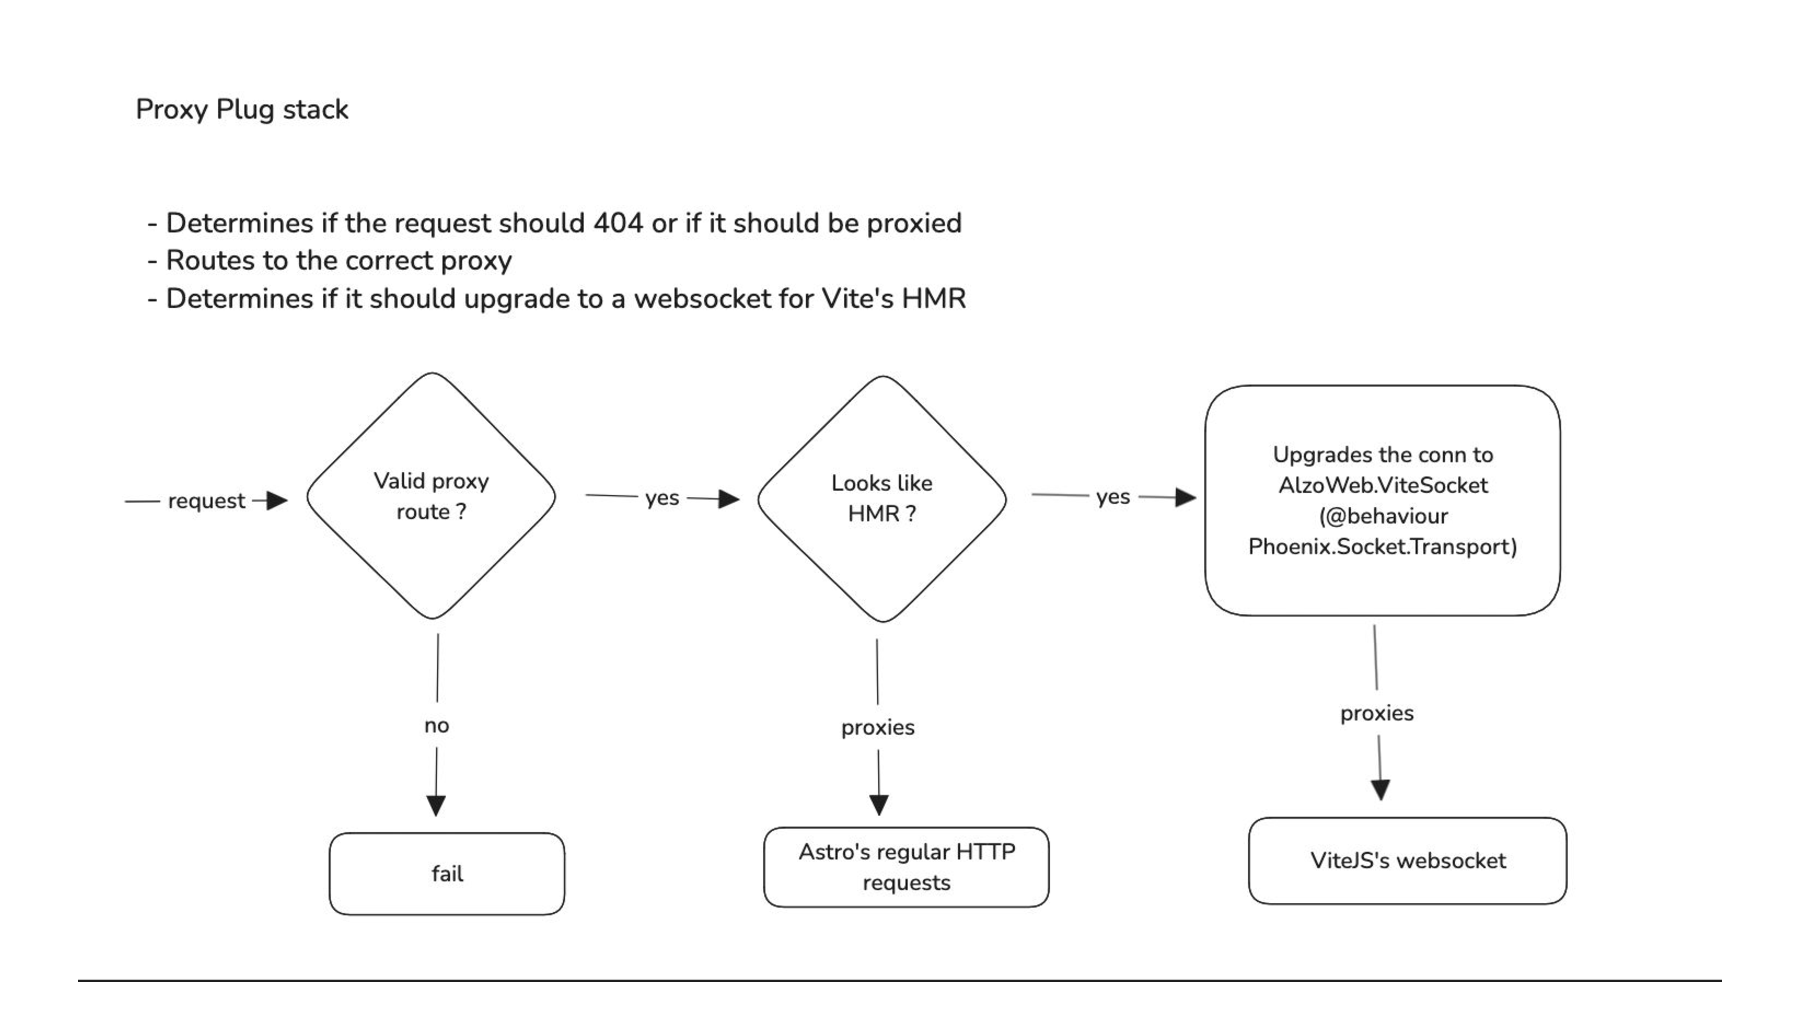 Proxy Plug stack
- Determines if the request should 404 or if it should be proxied
- Routes to the correct proxy
- Determines if it should upgrade to a websocket for Vite's HMR
request
Valid proxy
route ?
yes
Looks like
HMR ?
yes
Upgrades the conn to
AlzoWeb.ViteSocket
(@behaviour
Phoenix.Socket.Transport)
no
proxies
proxies
fail
Astro's regular HTTP
requests
ViteJS's websocket